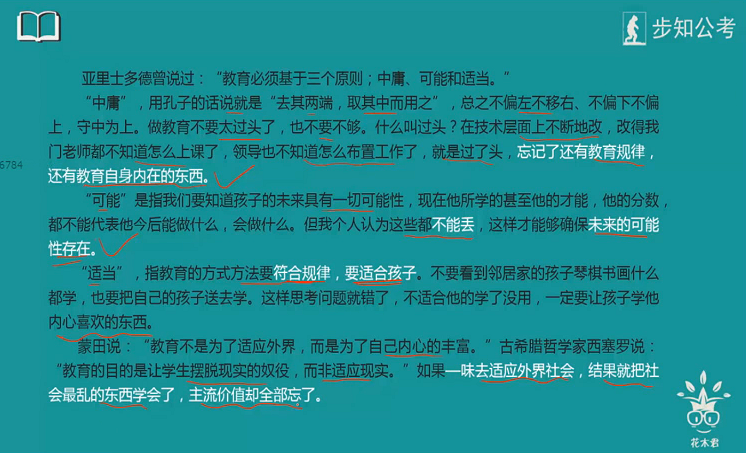 步知公考
亚里士多德曾说过：“教育必须基于三个原则；中庸、可能和适当。”
“中庸”，用孔子的话说就是“去其两端，取其中而用之”，总之不偏左不移右、不偏下不偏
上，守中为上。做教育不要太过头了，也不要不够。什么叫过头？在技术层面上不断地改，改得我
门老师都不知道怎么上课了，领导也不知道怎么布置工作了，就是过了头，忘记了还有教育规律，
还有教育自身内在的东西。
6784
“可能”是指我们要知道孩子的未来具有一切可能性，现在他所学的甚至他的才能，他的分数，
都不能代表他今后能做什么，会做什么。但我个人认为这些都不能丢，这样才能够确保未来的可能
性存在。
“适当”，指教育的方式方法要符合规律，要适合孩子。不要看到邻居家的孩子琴棋书画什么
都学，也要把自己的孩子送去学。这样思考问题就错了，不适合他的学了没用，一定要让孩子学他
内心喜欢的东西。
蒙田说：“教育不是为了适应外界，而是为了自己内心的丰富。”古希腊哲学家西塞罗说：
“教育的目的是让学生摆脱现实的奴役，而非适应现实。”如果一味去适应外界社会，结果就把社
会最乱的东西学会了，主流价值却全部忘了。
花木君